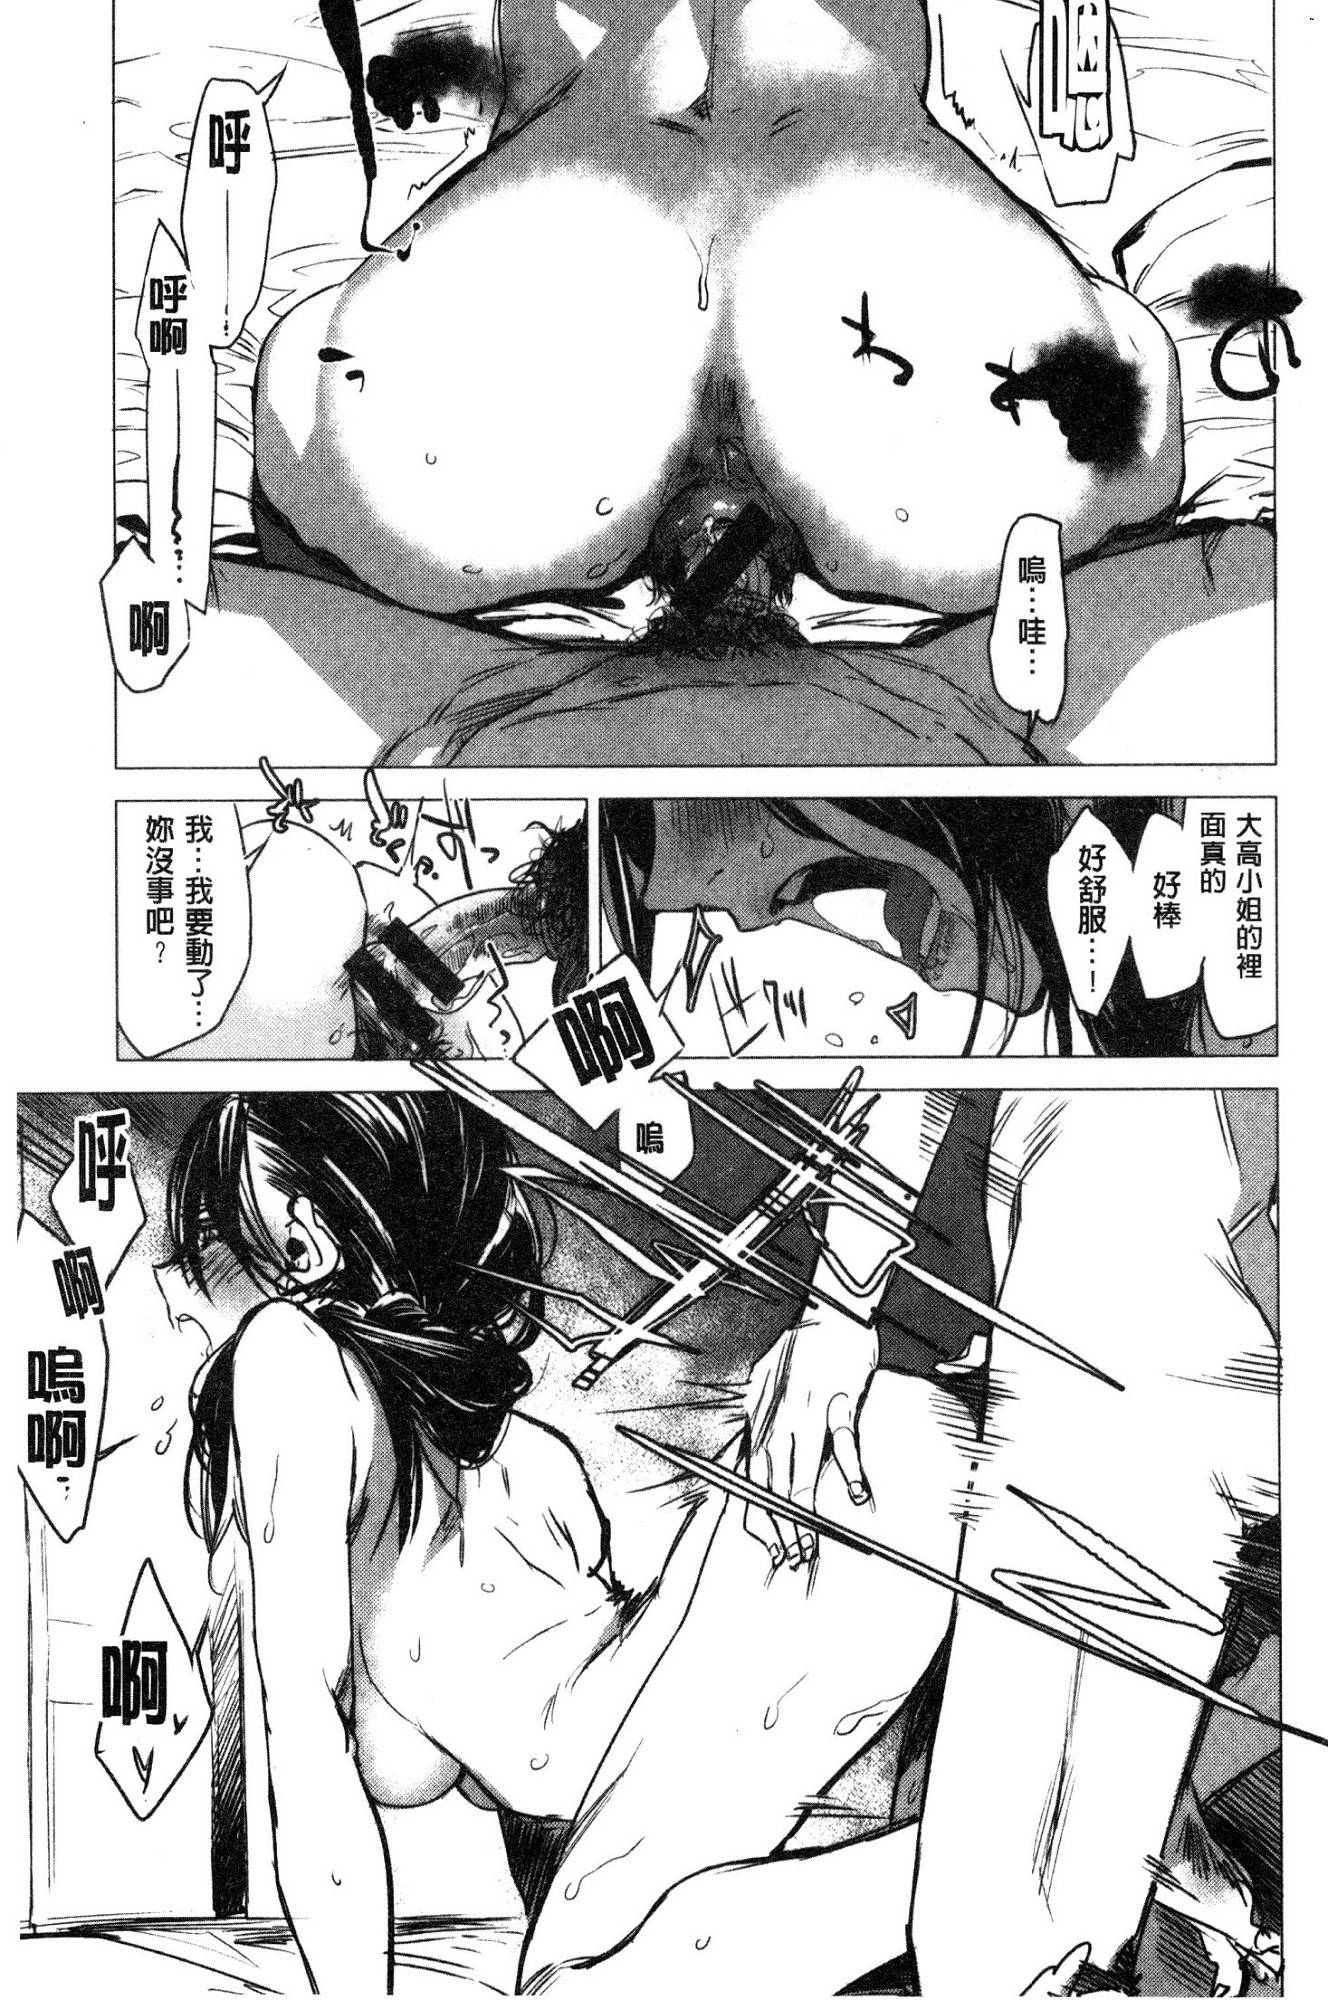 嗯
呼……
呼啊……
啊
嗚…哇…
大高小姐的裡
面真的
好棒
好舒服…！
我…我要動了…
妳沒事吧？
啊
嗚
呼
啊
嗚啊…
啊